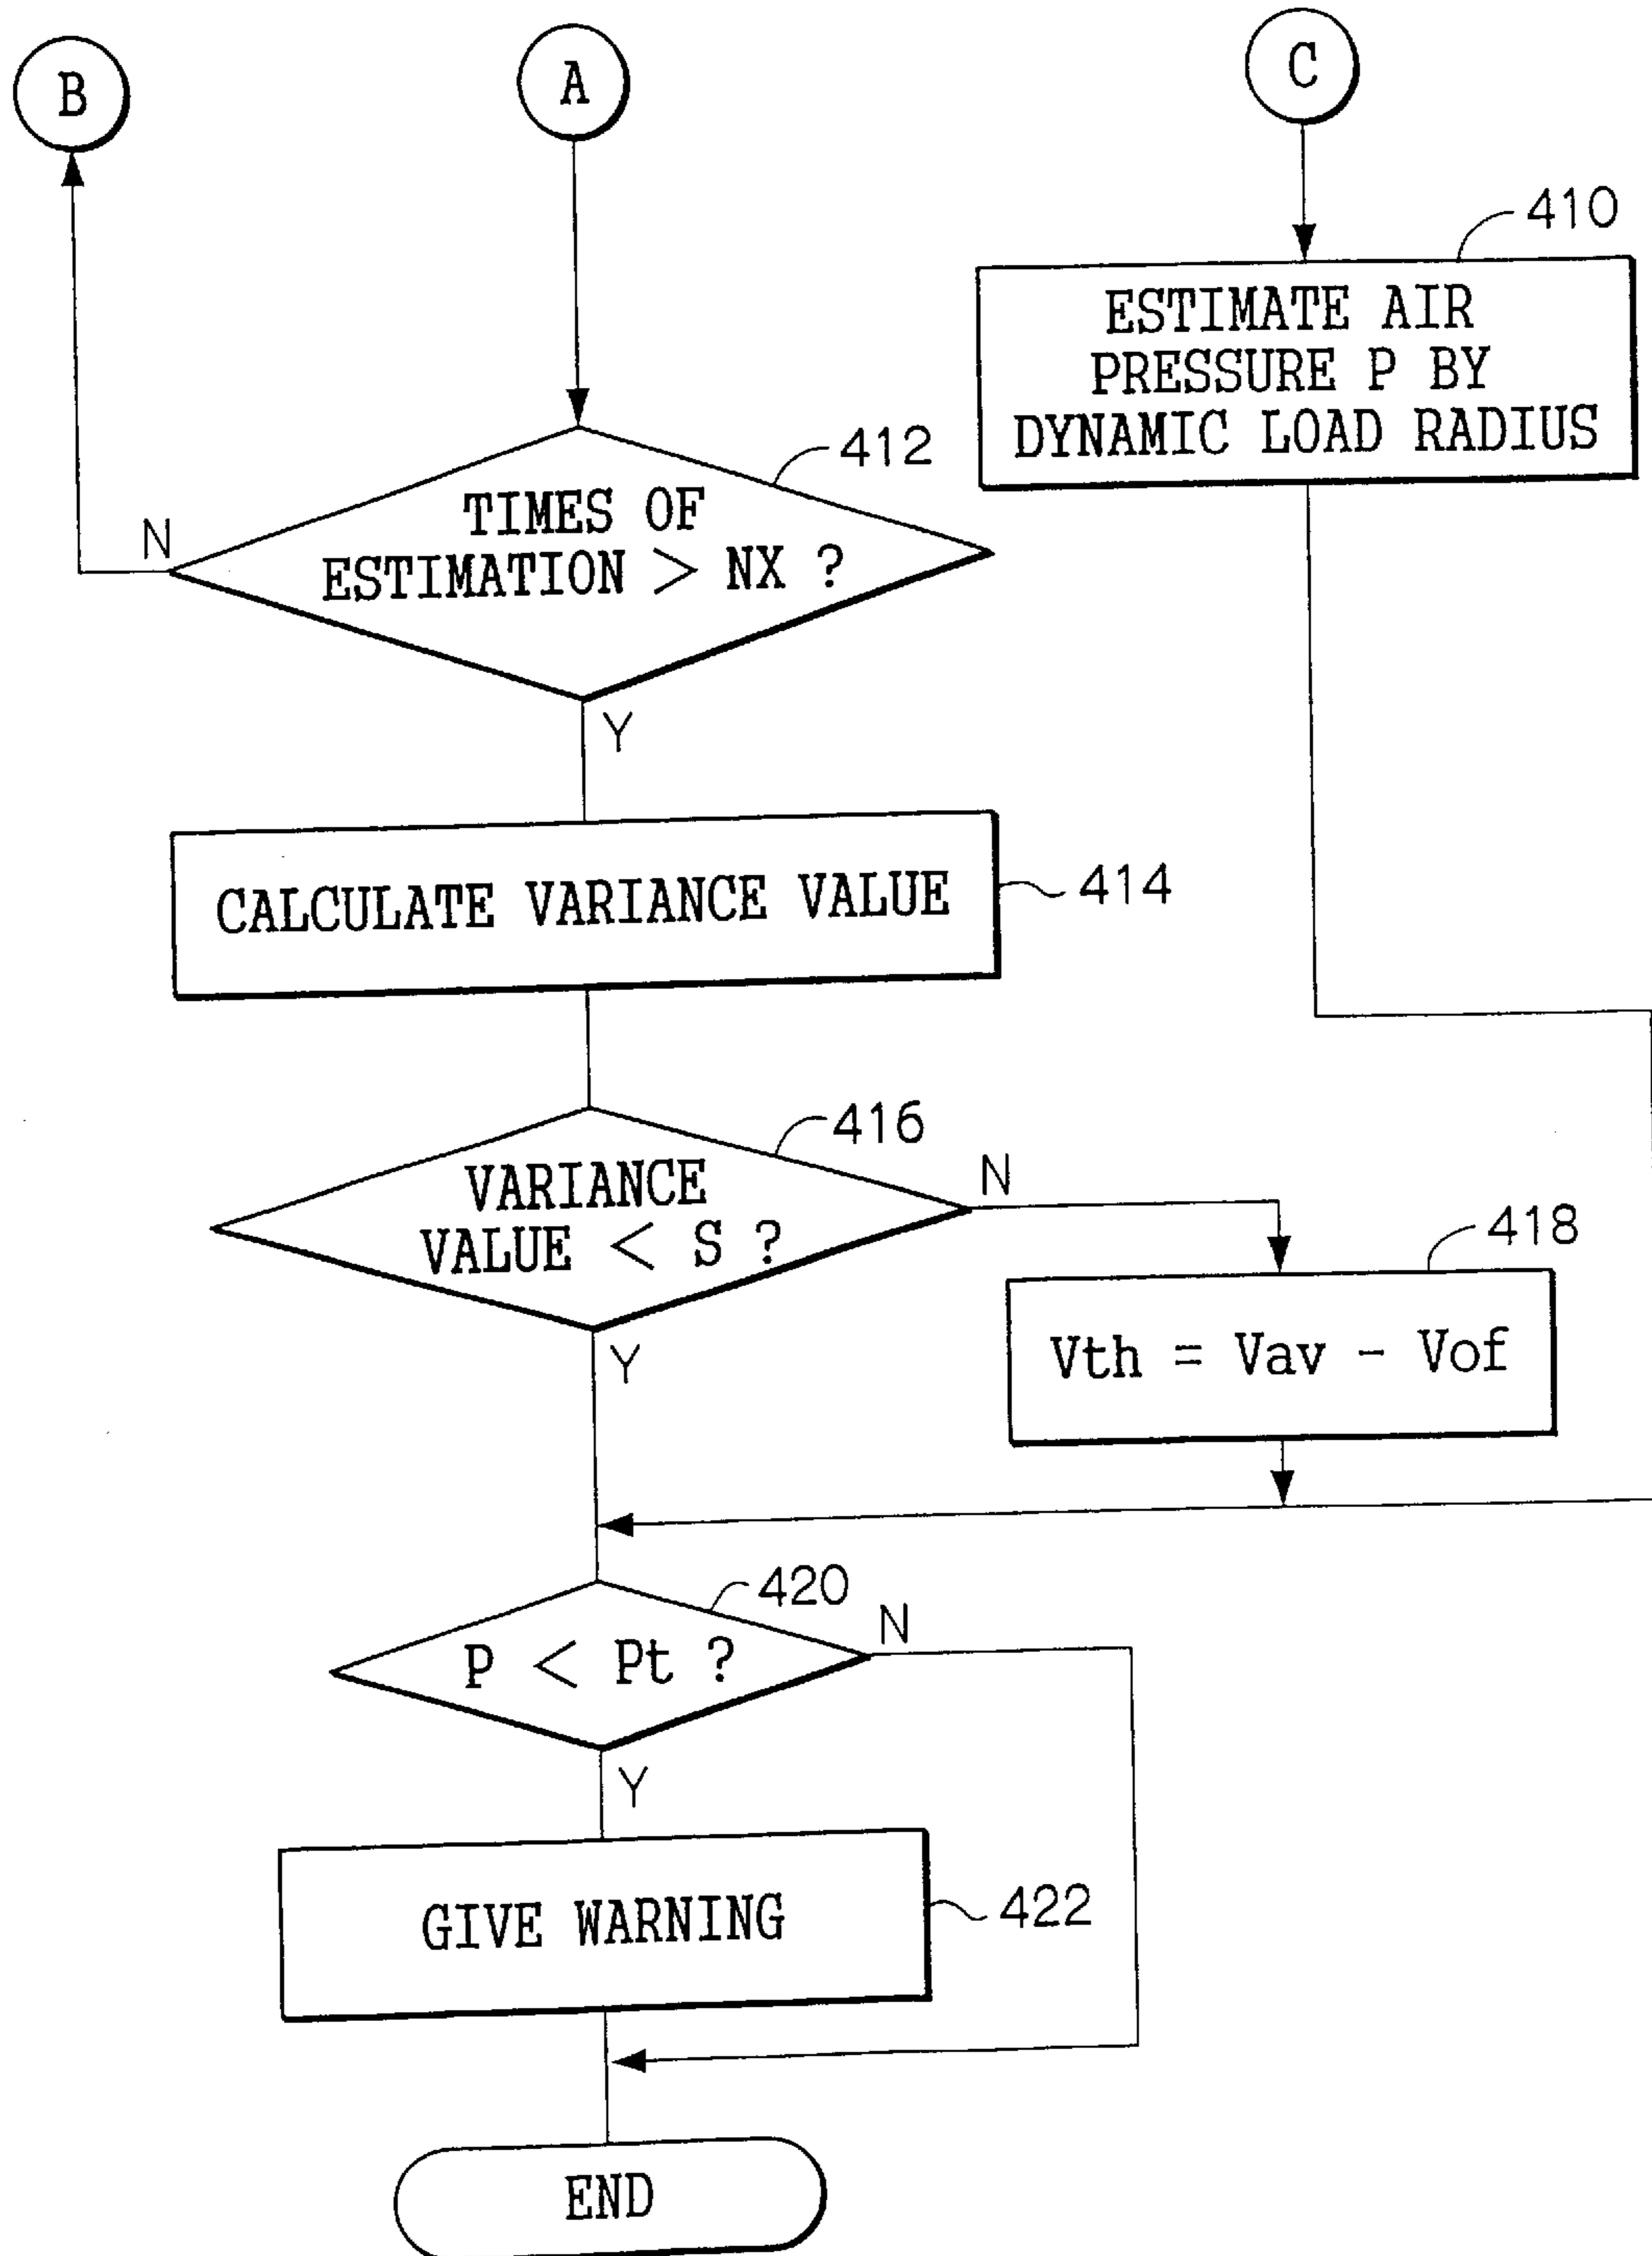 B
A
C
410
ESTIMATE AIR
PRESSURE P BY
DYNAMIC LOAD RADIUS
412
TIMES OF
ESTIMATION > NX ?
N
Y
CALCULATE VARIANCE VALUE
414
416
VARIANCE
VALUE < S ?
N
Y
418
Vth = Vav - Vof
420
P < Pt ?
N
Y
GIVE WARNING
422
END